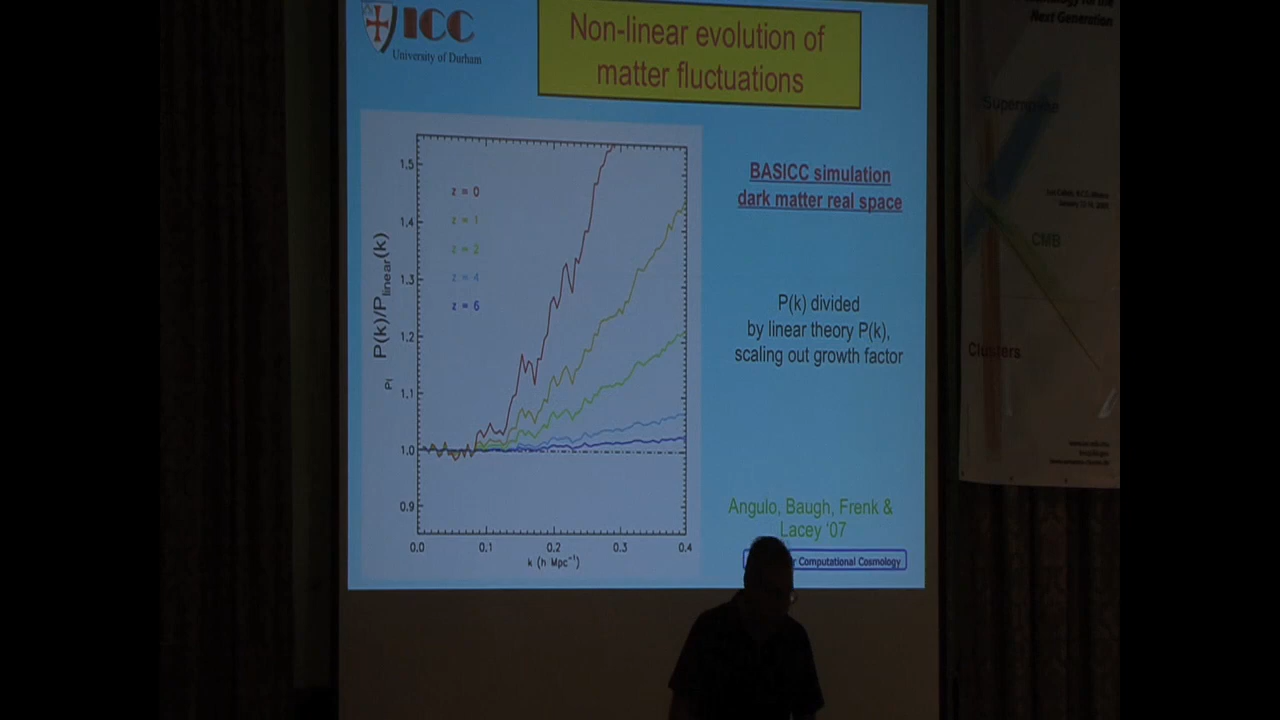 ICC
University of Durham
Non-linear evolution of
matter fluctuations
BASICC simulation
dark matter real space
P(k) divided
by linear theory P(k),
scaling out growth factor
Angulo, Baugh, Frenk &
Lacey '07
Computational Cosmology
P(k)/Plinear(k)
1.5
1.4
1.3
1.2
1.1
1.0
0.9
z = 0
z = 1
z = 2
z = 4
z = 6
0.0 0.1 0.2 0.3 0.4
k (h Mpc⁻¹)
for the
Next Generation
CMB
Clusters